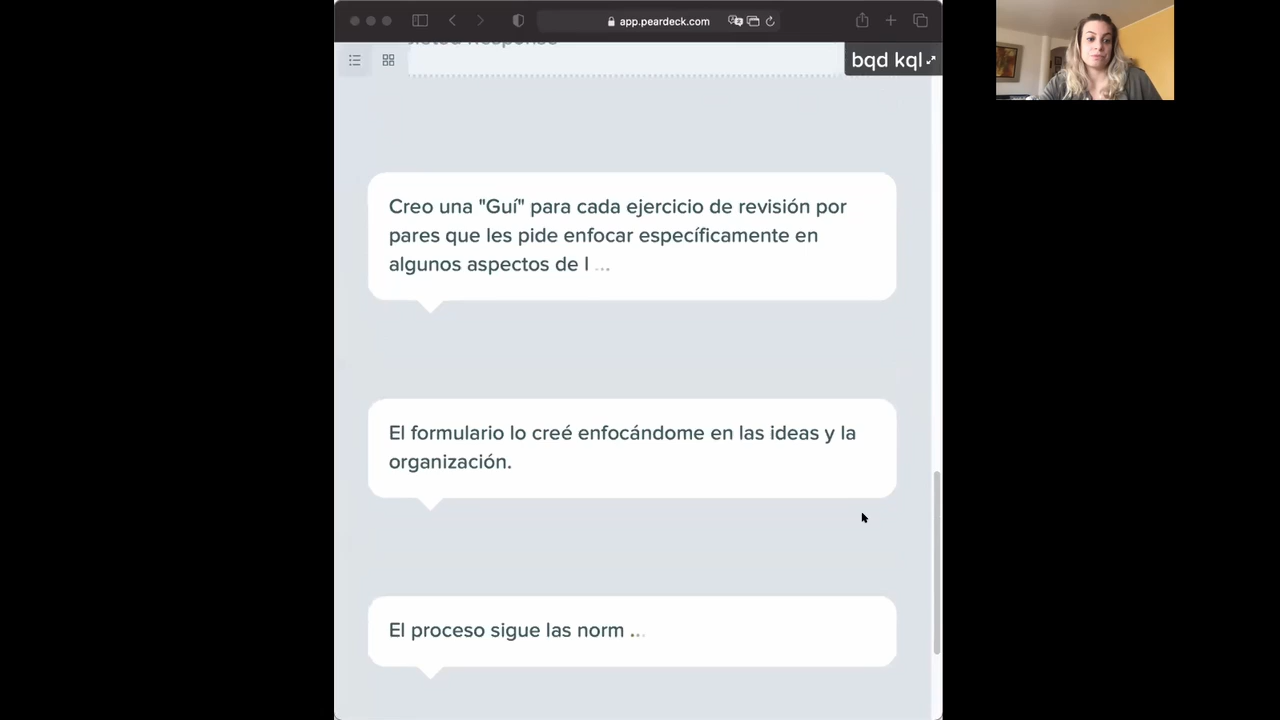 app.peardeck.com
bqd kql
Creo una "Guí" para cada ejercicio de revisión por
pares que les pide enfocar específicamente en
algunos aspectos de l ...
El formulario lo creé enfocándome en las ideas y la
organización.
El proceso sigue las norm ...